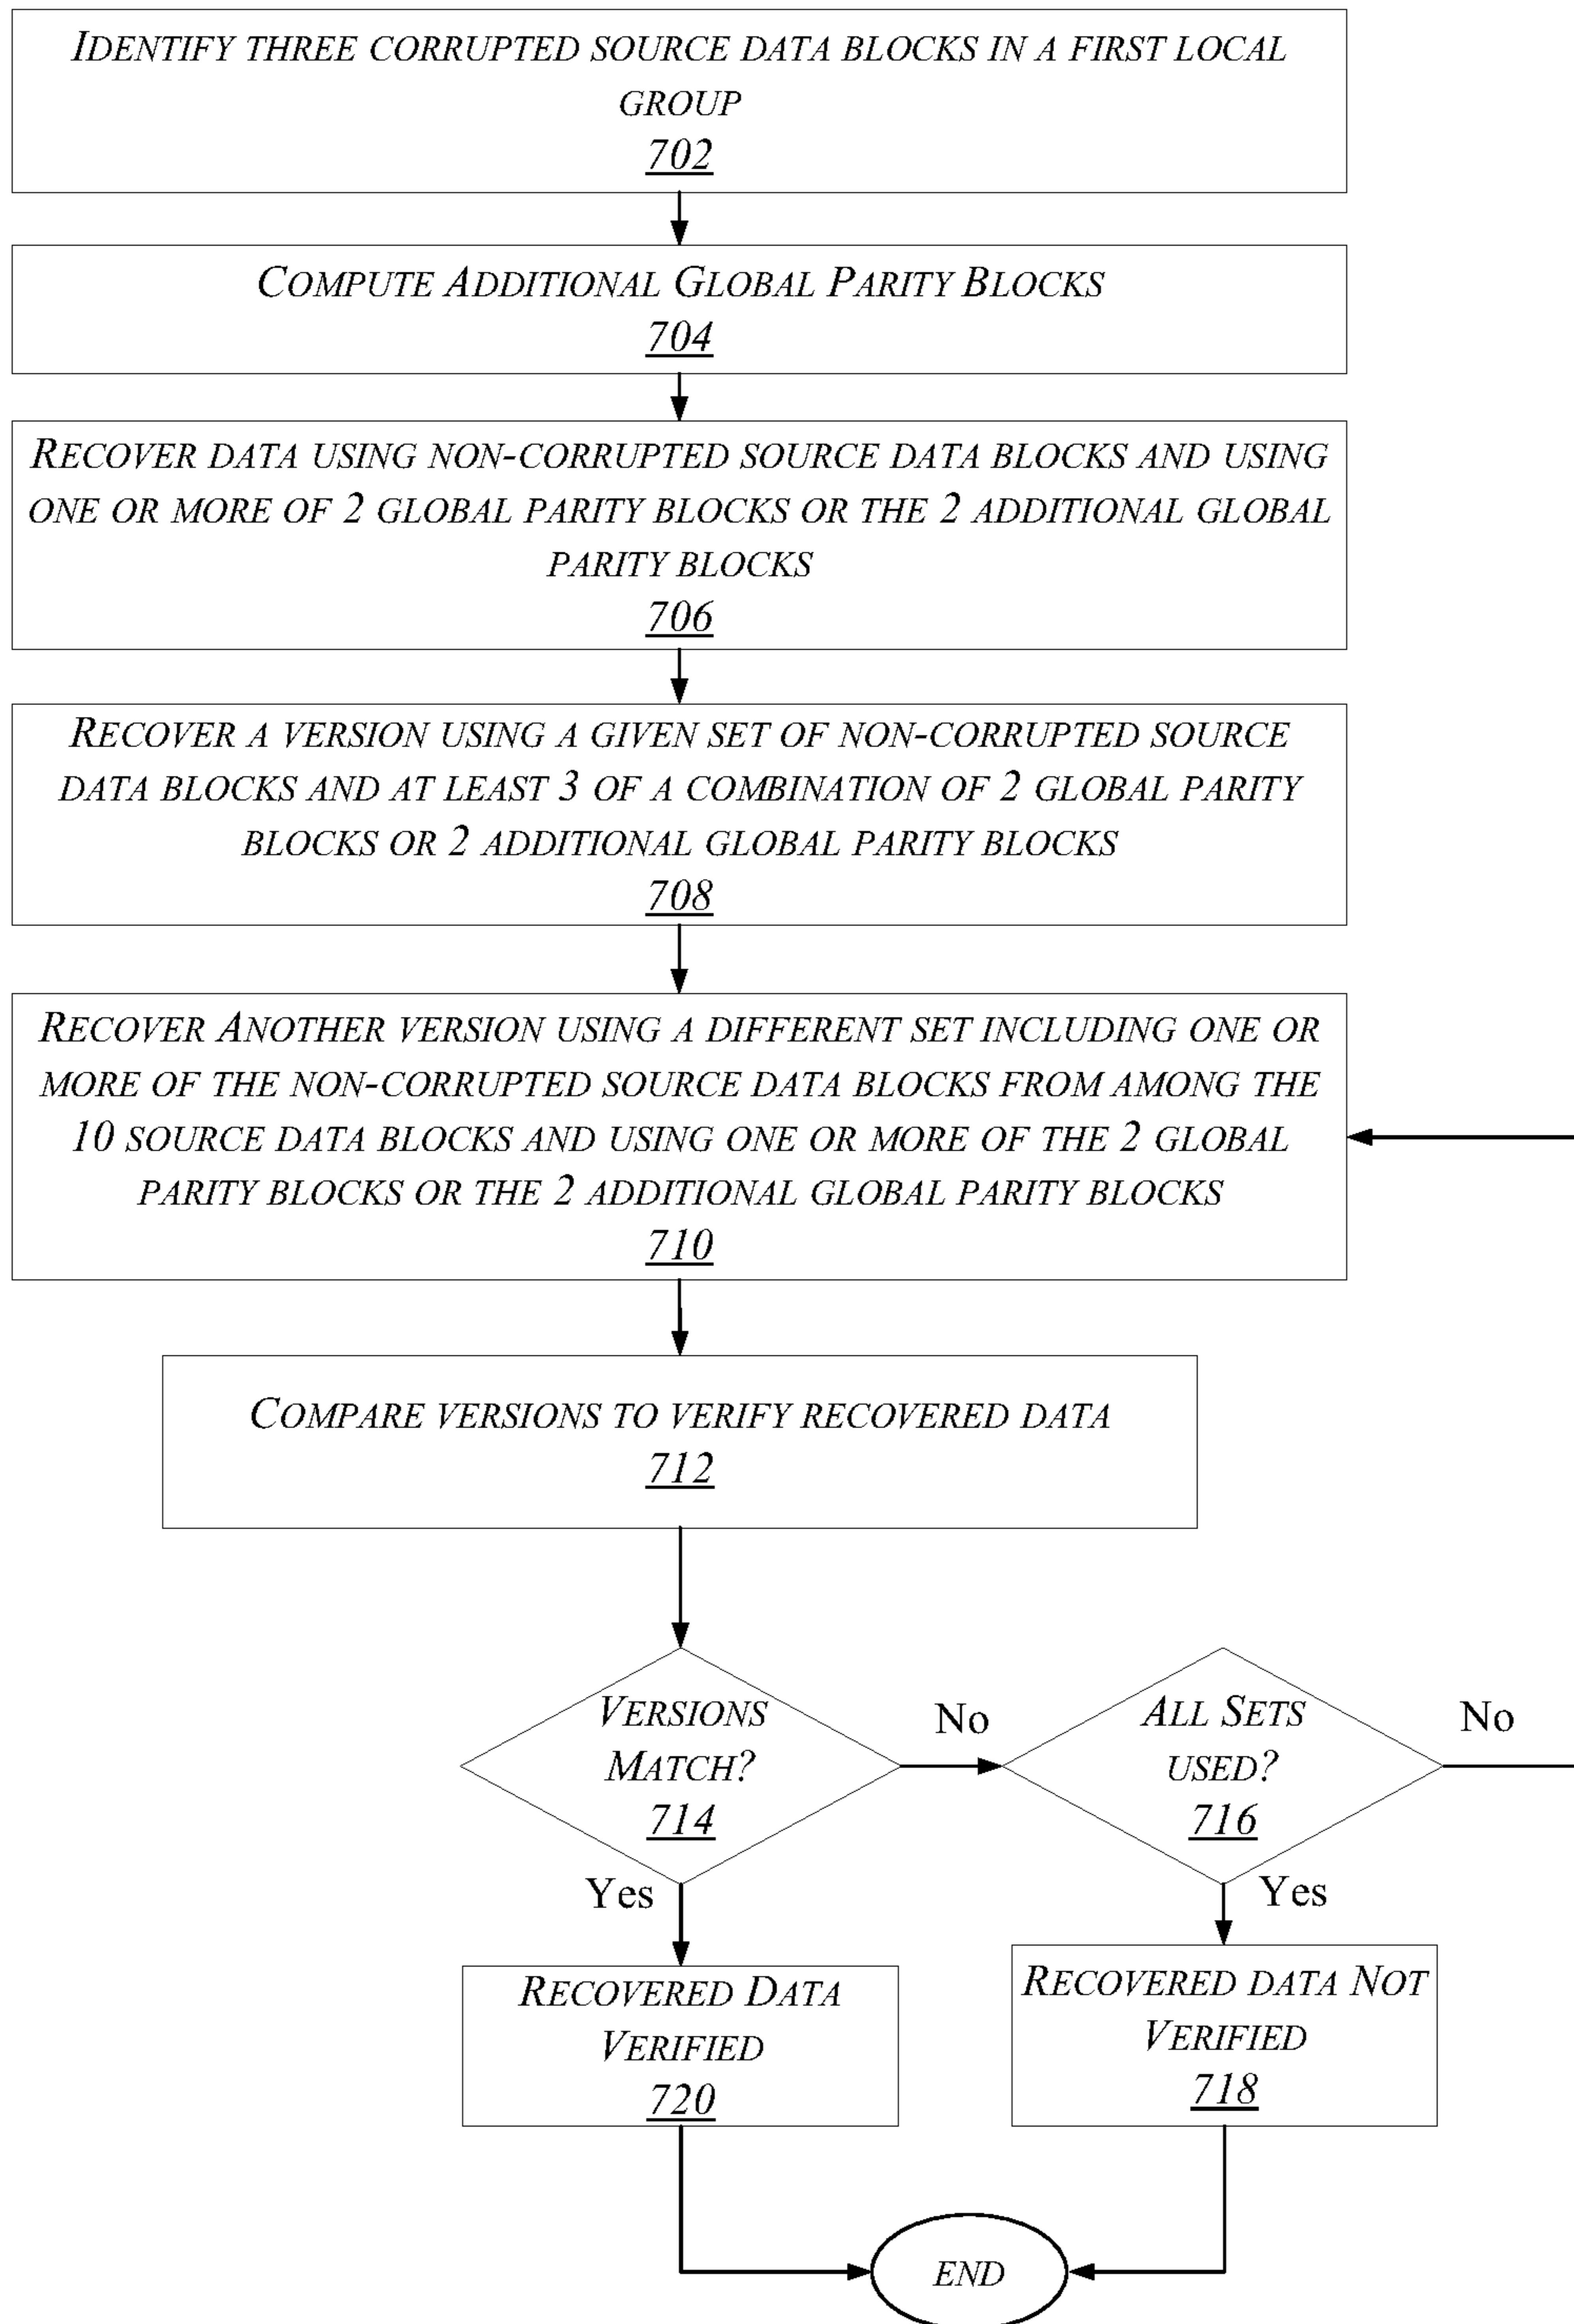 IDENTIFY THREE CORRUPTED SOURCE DATA BLOCKS IN A FIRST LOCAL
GROUP
702
COMPUTE ADDITIONAL GLOBAL PARITY BLOCKS
704
RECOVER DATA USING NON-CORRUPTED SOURCE DATA BLOCKS AND USING
ONE OR MORE OF 2 GLOBAL PARITY BLOCKS OR THE 2 ADDITIONAL GLOBAL
PARITY BLOCKS
706
RECOVER A VERSION USING A GIVEN SET OF NON-CORRUPTED SOURCE
DATA BLOCKS AND AT LEAST 3 OF A COMBINATION OF 2 GLOBAL PARITY
BLOCKS OR 2 ADDITIONAL GLOBAL PARITY BLOCKS
708
RECOVER ANOTHER VERSION USING A DIFFERENT SET INCLUDING ONE OR
MORE OF THE NON-CORRUPTED SOURCE DATA BLOCKS FROM AMONG THE
10 SOURCE DATA BLOCKS AND USING ONE OR MORE OF THE 2 GLOBAL
PARITY BLOCKS OR THE 2 ADDITIONAL GLOBAL PARITY BLOCKS
710
COMPARE VERSIONS TO VERIFY RECOVERED DATA
712
VERSIONS
MATCH?
714
No
ALL SETS
USED?
716
No
Yes
Yes
RECOVERED DATA
VERIFIED
720
RECOVERED DATA NOT
VERIFIED
718
END